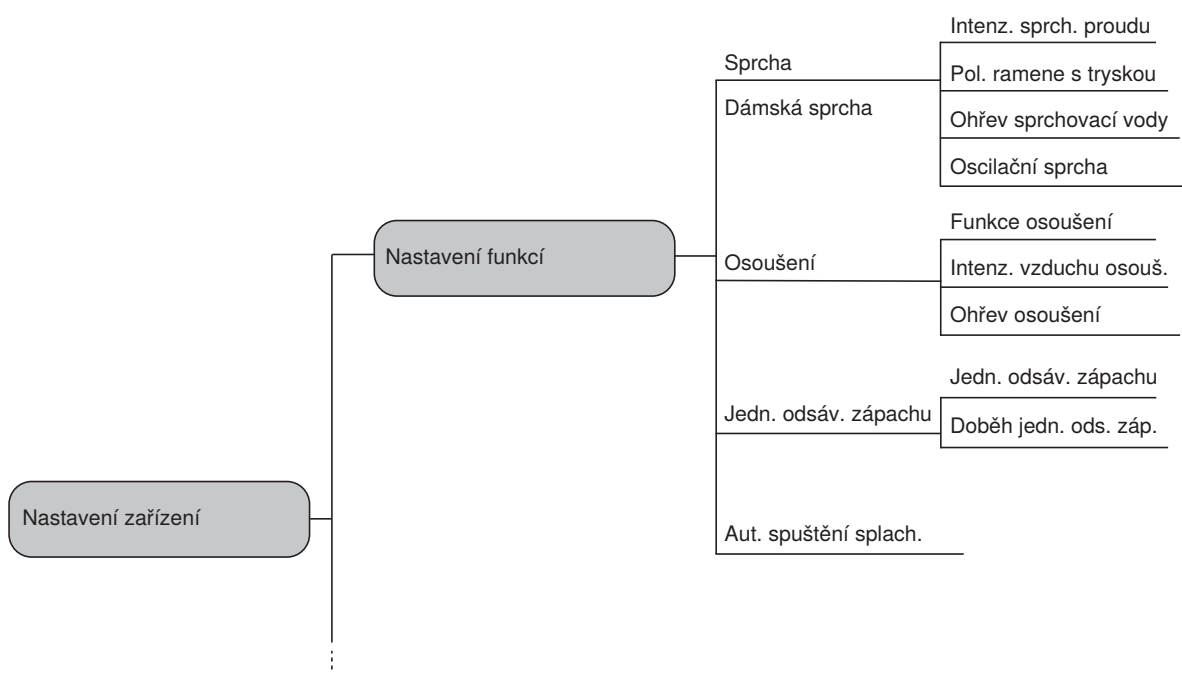 Intenz. sprch. proudu
Sprcha
Pol. ramene s tryskou
Dámská sprcha
Ohřev sprchovací vody
Oscilační sprcha
Funkce osoušení
Nastavení funkcí
Osoušení
Intenz. vzduchu osouš.
Ohřev osoušení
Jedn. odsáv. zápachu
Jedn. odsáv. zápachu
Doběh jedn. ods. záp.
Nastavení zařízení
Aut. spuštění splach.